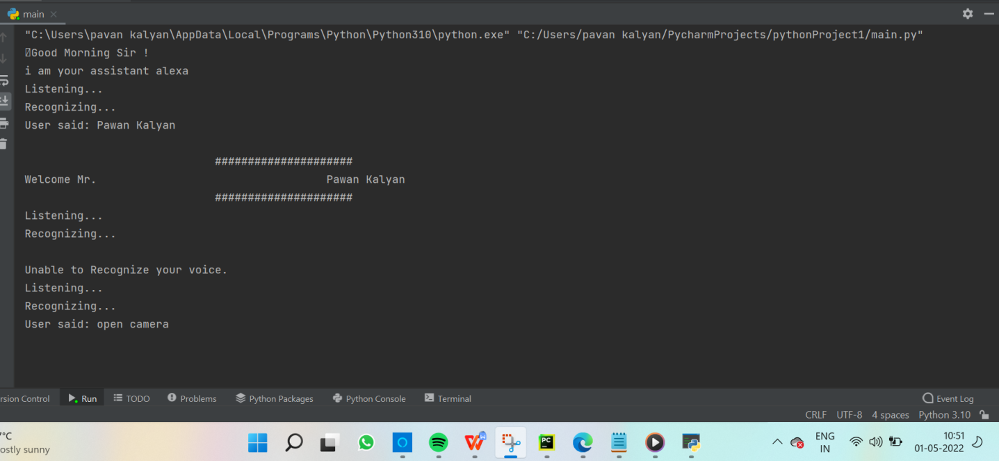 main
"C:\Users\pavan kalyan\AppData\Local\Programs\Python\Python310\python.exe" "C:/Users/pavan kalyan/PycharmProjects/pythonProject1/main.py"
Good Morning Sir !
i am your assistant alexa
Listening...
Recognizing...
User said: Pawan Kalyan
#####################
Welcome Mr. Pawan Kalyan
#####################
Listening...
Recognizing...
Unable to Recognize your voice.
Listening...
Recognizing...
User said: open camera
rsion Control Run TODO Problems Python Packages Python Console Terminal Event Log
CRLF UTF-8 4 spaces Python 3.10
7°C
ostly sunny
PC
ENG
IN
10:51
01-05-2022